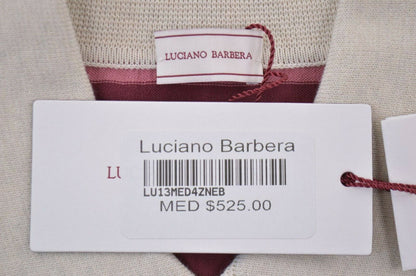 LUCIANO BARBERA
LU
Luciano Barbera
LU13MED4ZNEB
MED $525.00